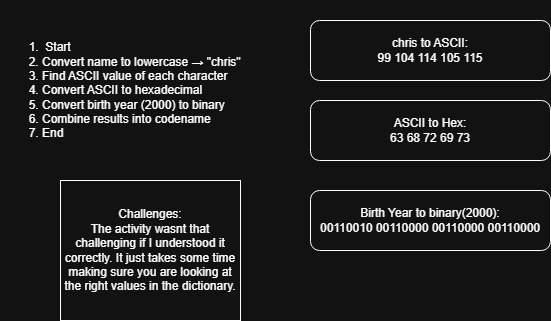 1. Start
2. Convert name to lowercase → "chris"
3. Find ASCII value of each character
4. Convert ASCII to hexadecimal
5. Convert birth year (2000) to binary
6. Combine results into codename
7. End
chris to ASCII:
99 104 114 105 115
ASCII to Hex:
63 68 72 69 73
Birth Year to binary(2000):
00110010 00110000 00110000 00110000
Challenges:
The activity wasnt that
challenging if I understood it
correctly. It just takes some time
making sure you are looking at
the right values in the dictionary.